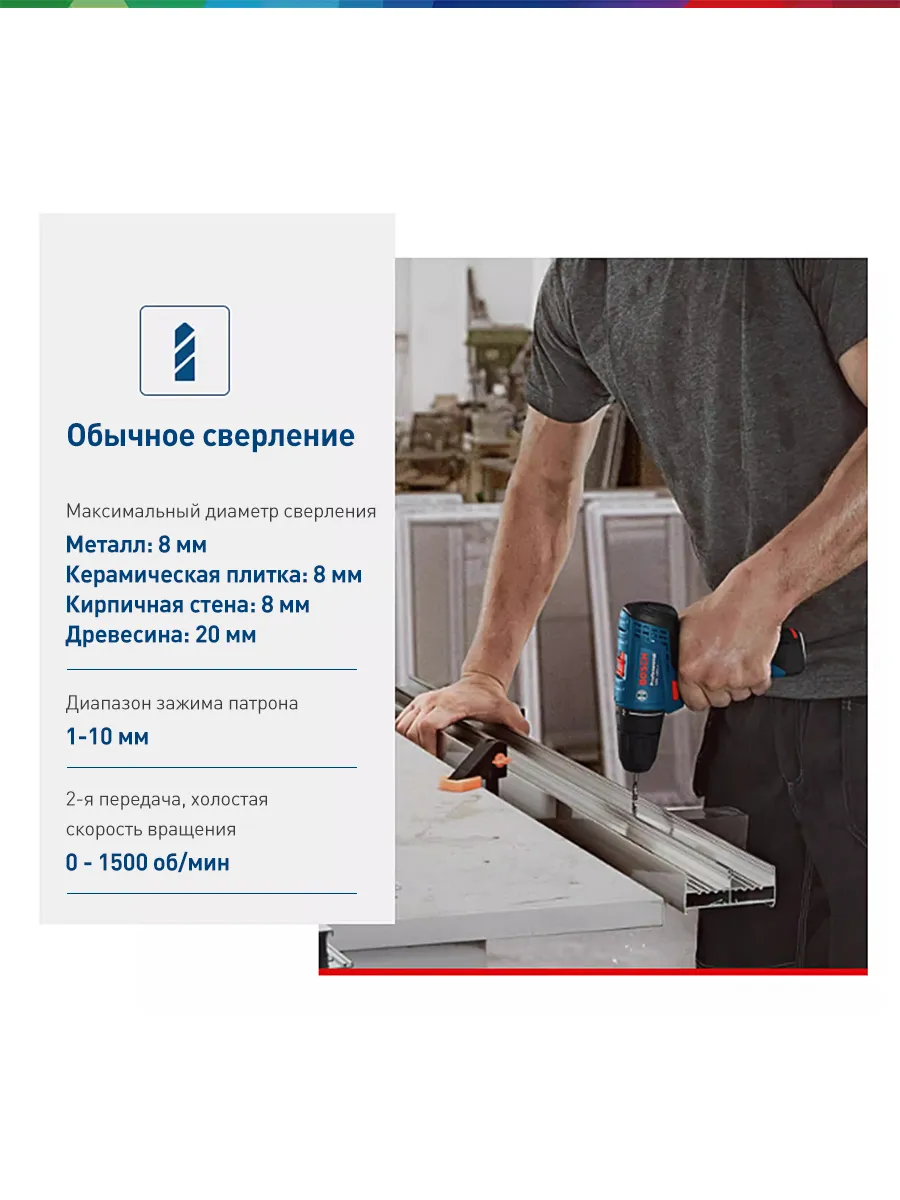 Обычное сверление
Максимальный диаметр сверления
Металл: 8 мм
Керамическая плитка: 8 мм
Кирпичная стена: 8 мм
Древесина: 20 мм
Диапазон зажима патрона
1-10 мм
2-я передача, холостая
скорость вращения
0 - 1500 об/мин
BOSCH